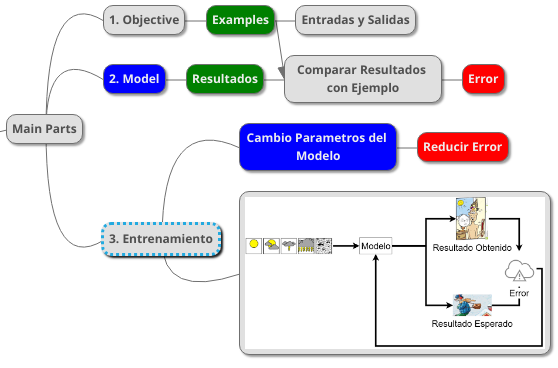 1. Objective
Examples
Entradas y Salidas
2. Model
Resultados
Comparar Resultados
con Ejemplo
Error
Main Parts
Cambio Parametros del
Modelo
Reducir Error
3. Entrenamiento
Modelo
Resultado Obtenido
Error
Resultado Esperado